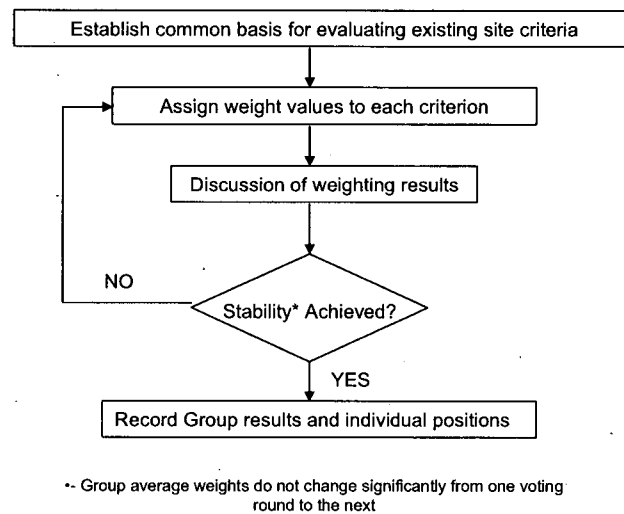 Establish common basis for evaluating existing site criteria
Assign weight values to each criterion
Discussion of weighting results
NO
Stability* Achieved?
YES
Record Group results and individual positions
*- Group average weights do not change significantly from one voting
round to the next